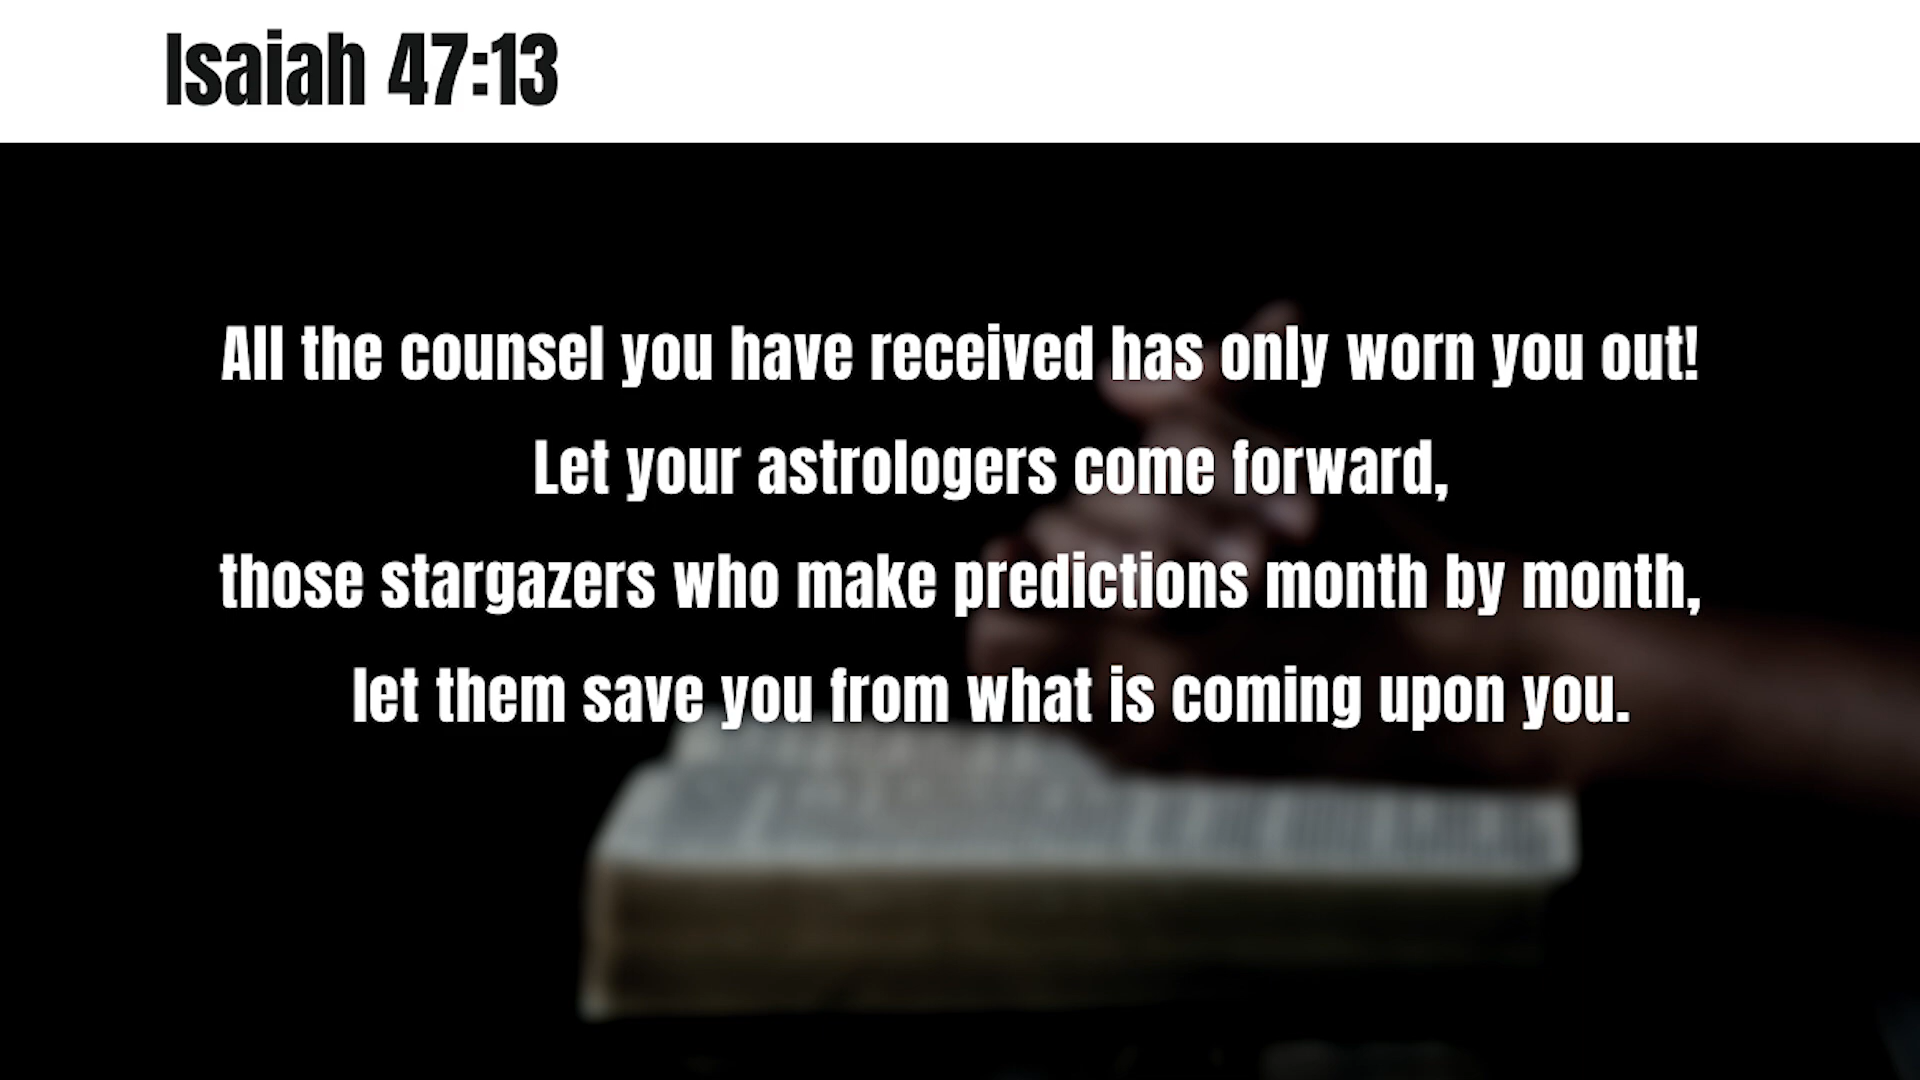 Isaiah 47:13
All the counsel you have received has only worn you out!
Let your astrologers come forward,
those stargazers who make predictions month by month,
let them save you from what is coming upon you.